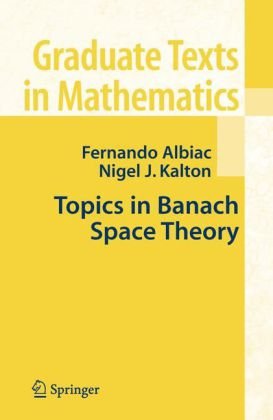 Graduate Texts
in Mathematics
Fernando Albiac
Nigel J. Kalton
Topics in Banach
Space Theory
Springer